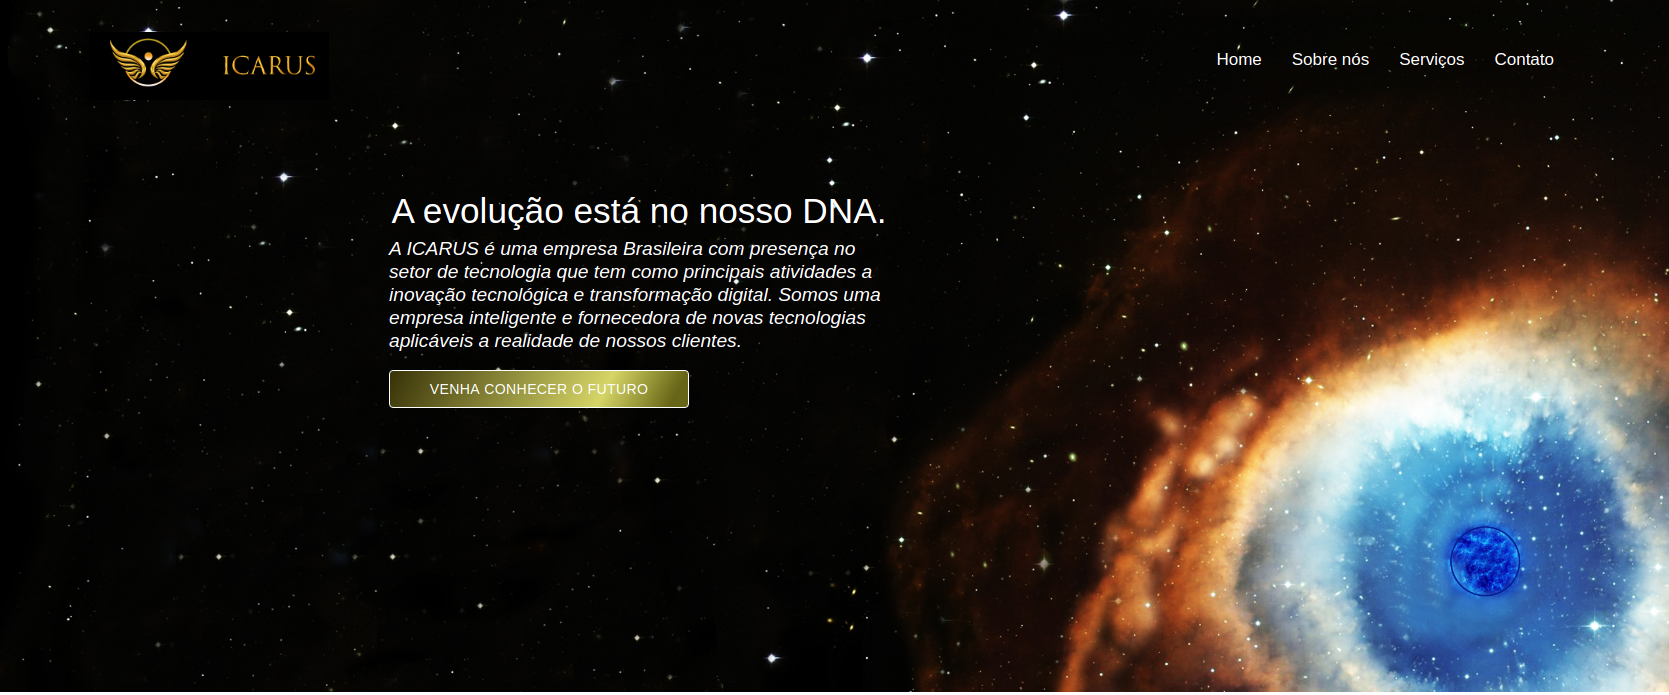 ICARUS
Home Sobre nós Serviços Contato
A evolução está no nosso DNA.
A ICARUS é uma empresa Brasileira com presença no
setor de tecnologia que tem como principais atividades a
inovação tecnológica e transformação digital. Somos uma
empresa inteligente e fornecedora de novas tecnologias
aplicáveis a realidade de nossos clientes.
VENHA CONHECER O FUTURO